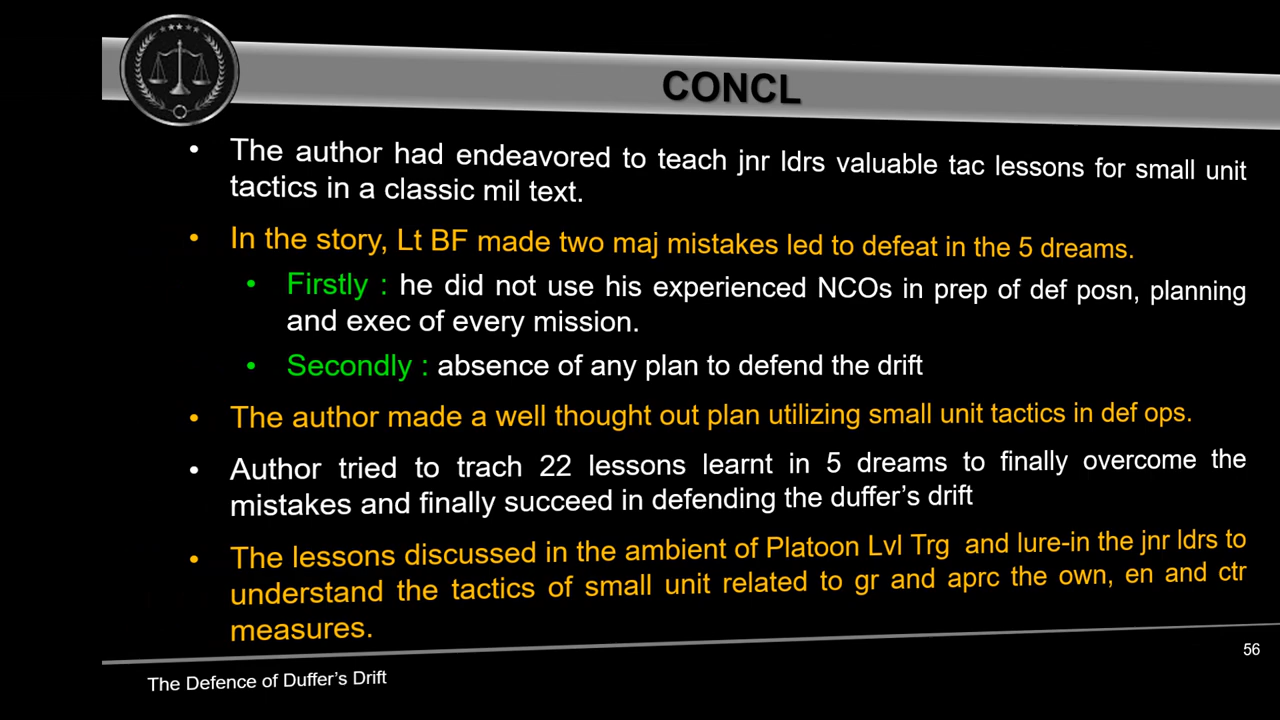 CONCL
• The author had endeavored to teach jnr ldrs valuable tac lessons for small unit
tactics in a classic mil text.
• In the story, Lt BF made two maj mistakes led to defeat in the 5 dreams.
• Firstly : he did not use his experienced NCOs in prep of def posn, planning
and exec of every mission.
• Secondly : absence of any plan to defend the drift
• The author made a well thought out plan utilizing small unit tactics in def ops.
• Author tried to trach 22 lessons learnt in 5 dreams to finally overcome the
mistakes and finally succeed in defending the duffer's drift
• The lessons discussed in the ambient of Platoon Lvl Trg and lure-in the jnr ldrs to
understand the tactics of small unit related to gr and aprc the own, en and ctr
measures.
56
The Defence of Duffer's Drift